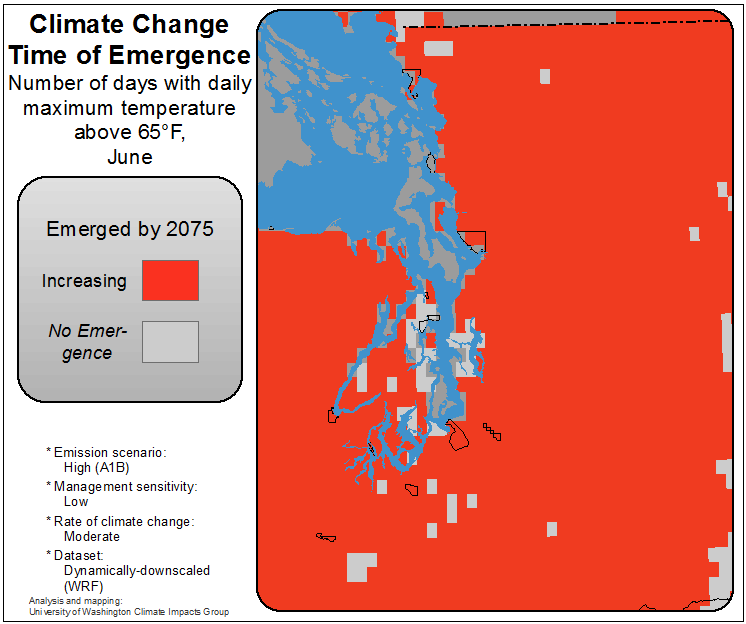 Climate Change
Time of Emergence
Number of days with daily
maximum temperature
above 65°F,
June
Emerged by 2075
Increasing
No Emer-
gence
* Emission scenario:
High (A1B)
* Management sensitivity:
Low
* Rate of climate change:
Moderate
* Dataset:
Dynamically-downscaled
(WRF)
Analysis and mapping:
University of Washington Climate Impacts Group